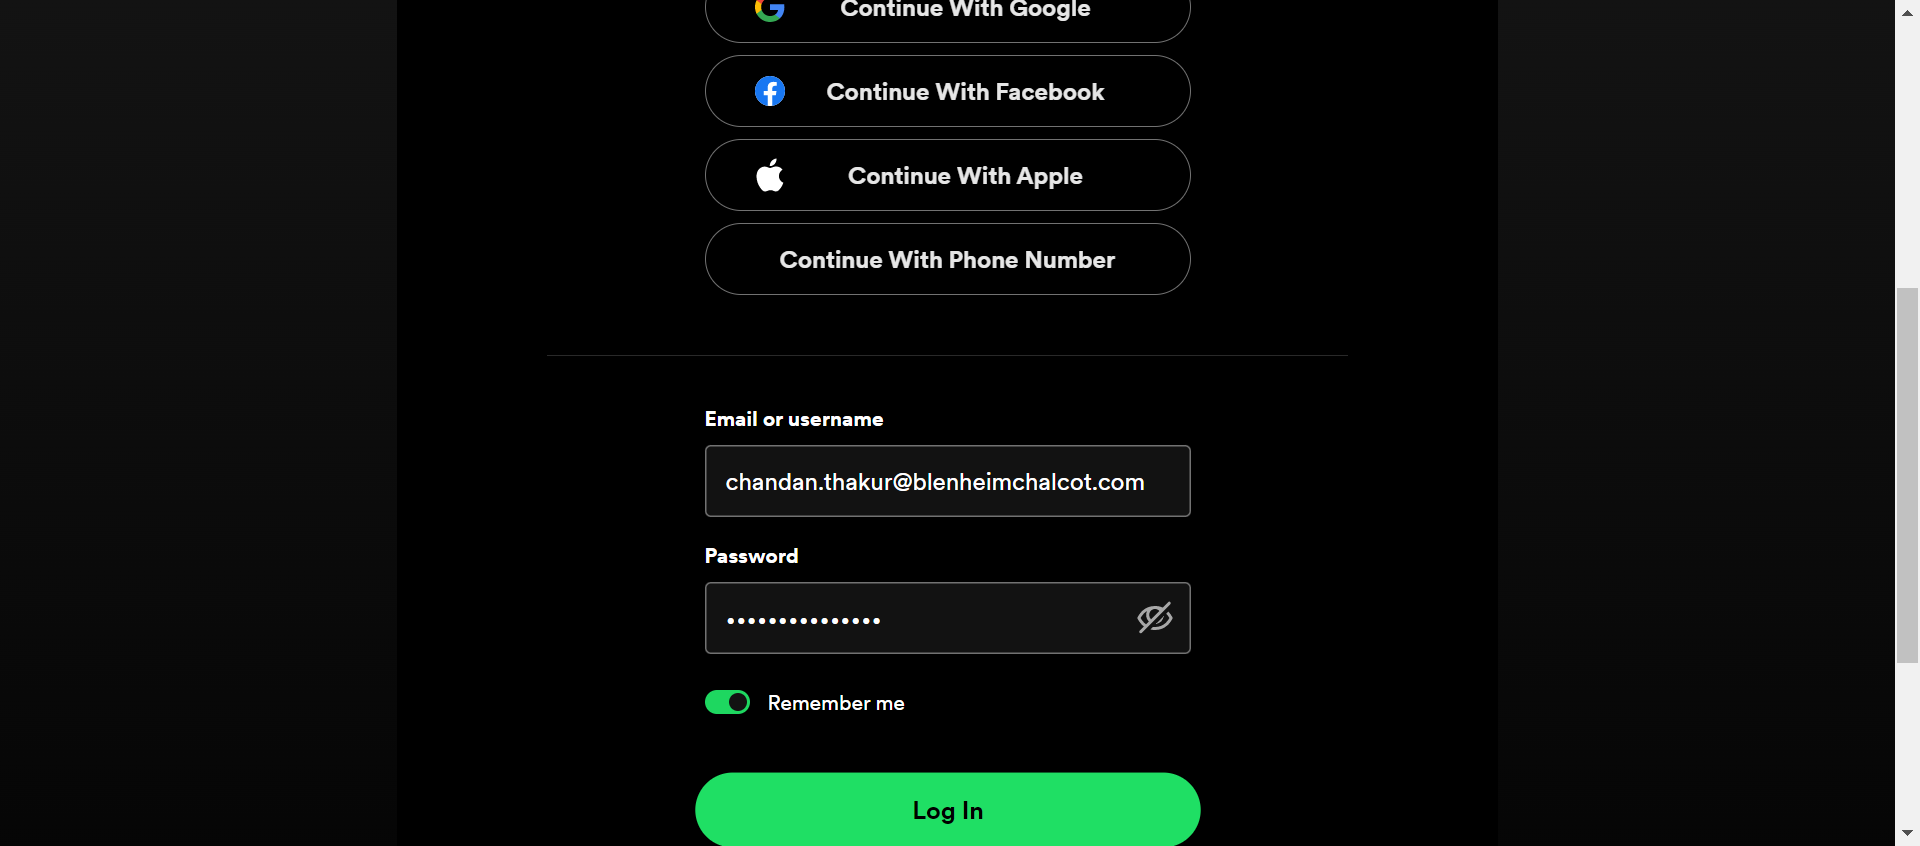 Continue With Google
Continue With Facebook
Continue With Apple
Continue With Phone Number
Email or username
chandan.thakur@blenheimchalcot.com
Password
•••••••••••••••
Remember me
Log In